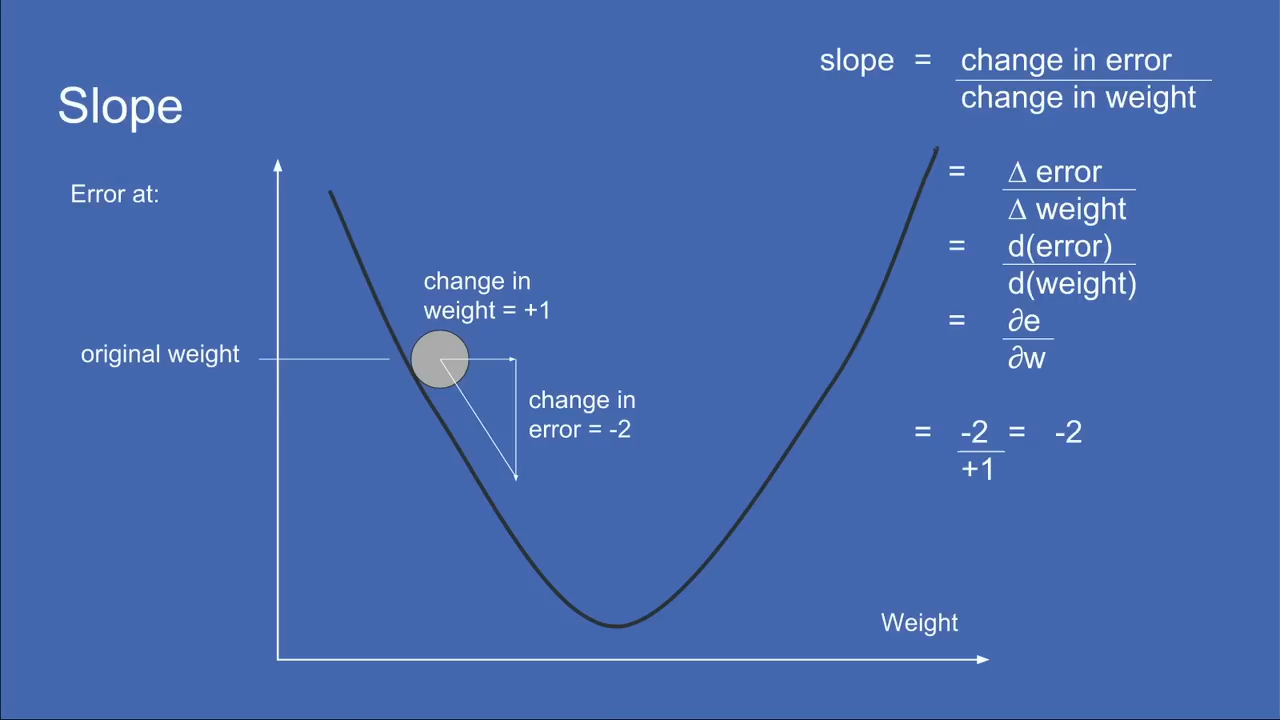 Slope
slope = change in error
change in weight
= Δ error
Δ weight
= d(error)
d(weight)
= ∂e
∂w
= -2 = -2
+1
Error at:
original weight
change in
weight = +1
change in
error = -2
Weight